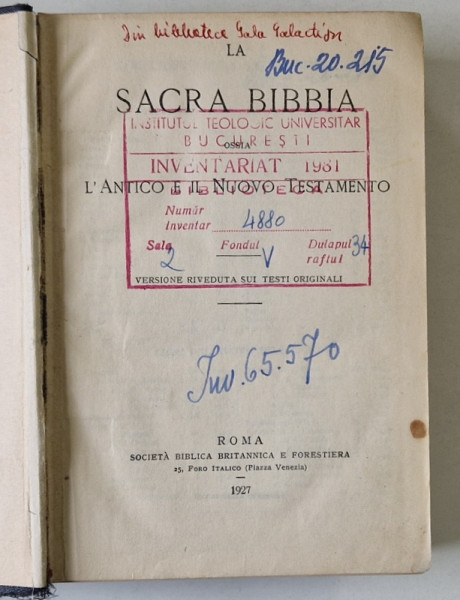 Din biblioteca Gala Galaction
LA
Buc. 20.215
SACRA BIBBIA
INSTITUTUL TEOLOGIC UNIVERSITAR
BUCUREȘTI
OSSIA
INVENTARIAT 1981
L'ANTICO E IL NUOVO TESTAMENTO
BIBLIOTECA
Număr
Inventar 4880
Sala Fondul Dulapul 34
2 V raftul
VERSIONE RIVEDUTA SUI TESTI ORIGINALI
Inv. 65.570
ROMA
SOCIETÀ BIBLICA BRITANNICA E FORESTIERA
25, FORO ITALICO (Piazza Venezia)
1927